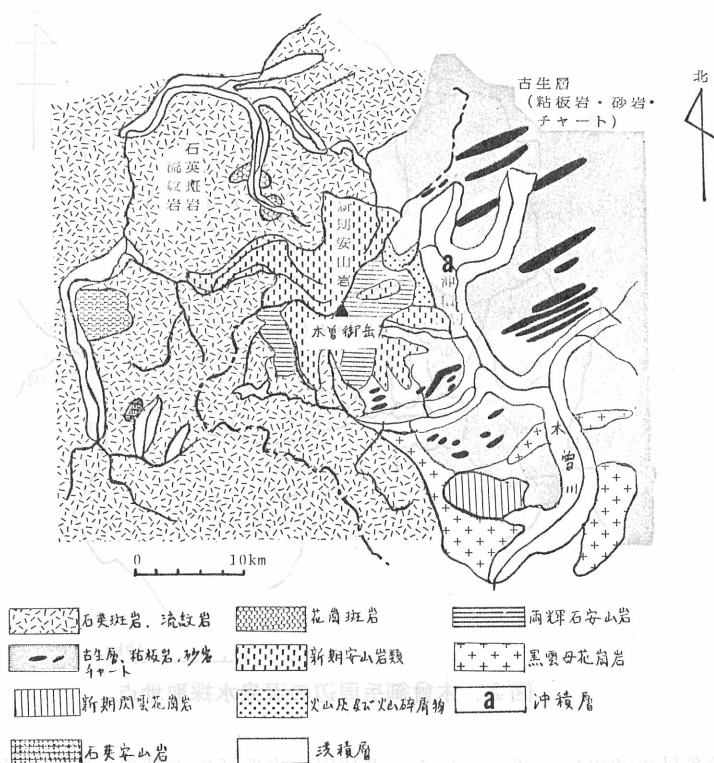 古生層
(粘板岩・砂岩・
チャート)
北
石英斑岩
流紋岩
新期安山岩
a
沖積
木曽御岳
木曽川
0 10km
石英斑岩、流紋岩
花崗斑岩
両輝石安山岩
古生層、粘板岩、砂岩
チャート
新期安山岩類
黒雲母花崗岩
新期閃雲花崗岩
火山灰及び火山砕屑物
a 沖積層
石英安山岩
洪積層